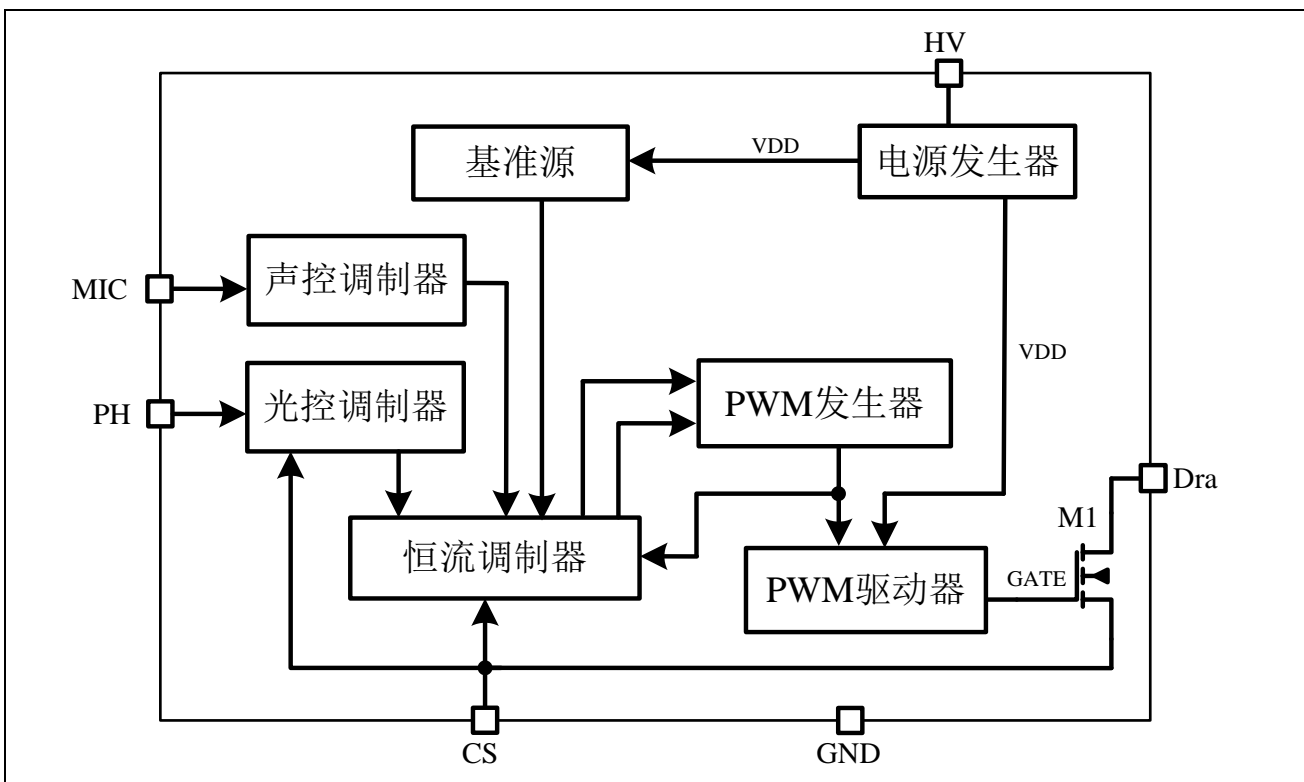 HV
基准源
VDD
电源发生器
MIC
声控调制器
VDD
PH
光控调制器
PWM发生器
Dra
M1
恒流调制器
PWM驱动器
GATE
CS
GND